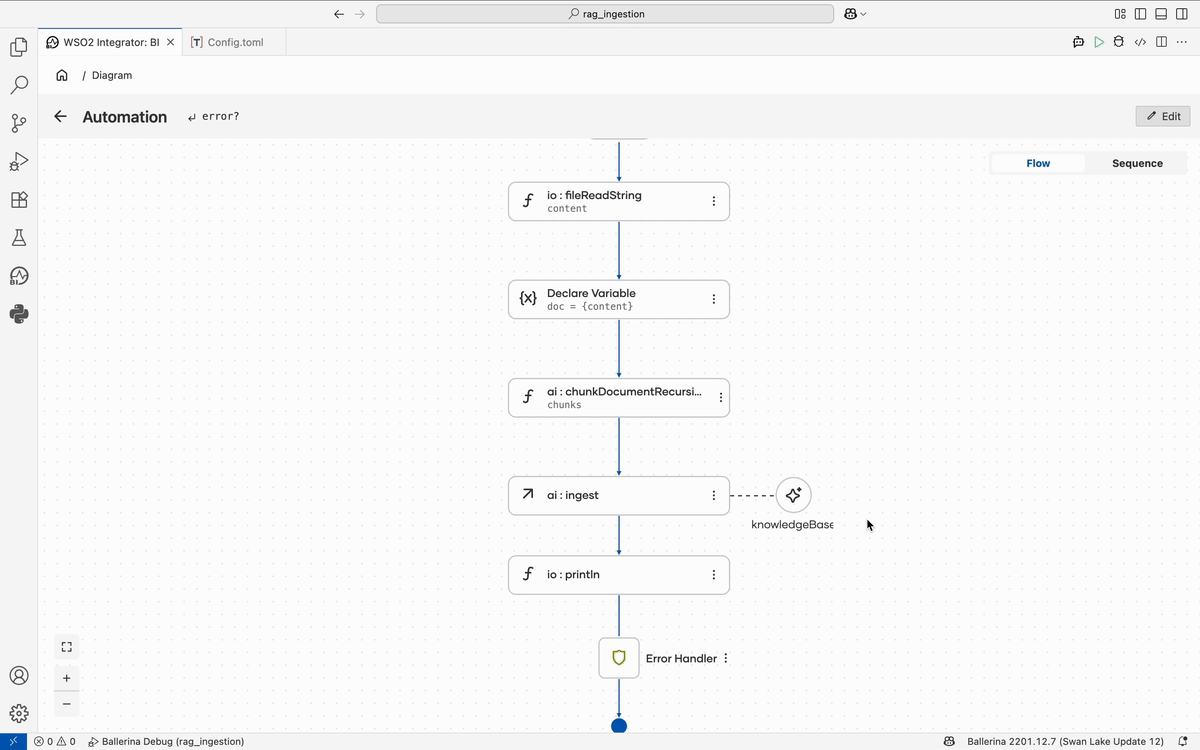 rag_ingestion
WSO2 Integrator: BI
[T] Config.toml
/ Diagram
Automation
error?
Edit
Flow
Sequence
io : fileReadString
content
{x}
Declare Variable
doc = {content}
ai : chunkDocumentRecursi...
chunks
ai : ingest
knowledgeBase
io : println
Error Handler
0 0
Ballerina Debug (rag_ingestion)
Ballerina 2201.12.7 (Swan Lake Update 12)